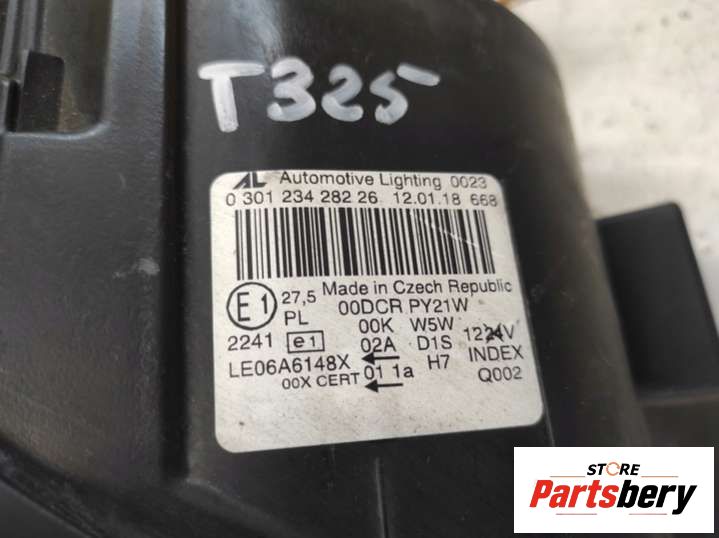 T325
AL Automotive Lighting 0023
0 301 234 282 26 12.01.18 668
Made in Czech Republic
E1 27,5 00DCR PY21W
PL 00K W5W
2241 e1 02A D1S 1224V
LE06A6148X H7 INDEX
00X CERT 01 1a Q002
STORE
Partsbery